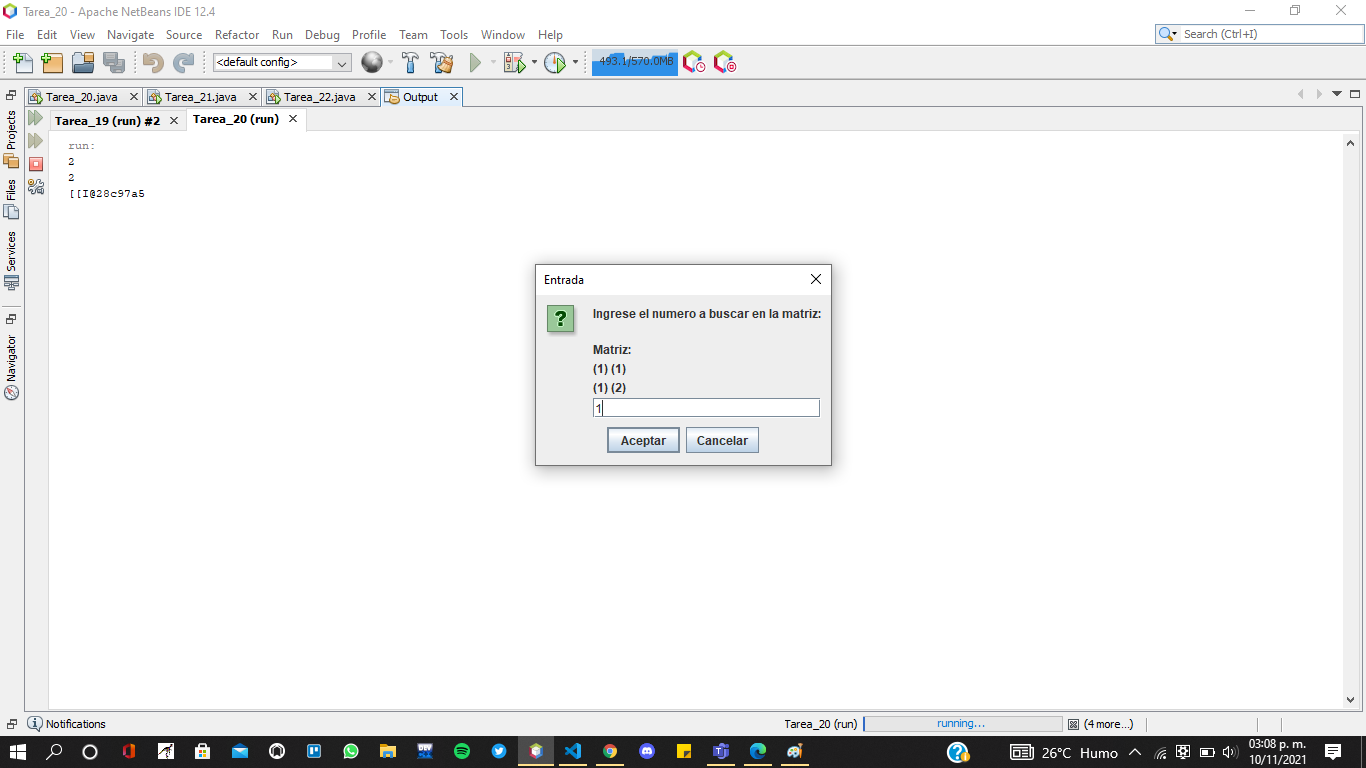 Tarea_20 - Apache NetBeans IDE 12.4
File Edit View Navigate Source Refactor Run Debug Profile Team Tools Window Help
Search (Ctrl+I)
<default config>
493.1/570.0MB
Tarea_20.java
Tarea_21.java
Tarea_22.java
Output
Projects
Files
Services
Navigator
Tarea_19 (run) #2
Tarea_20 (run)
run:
2
2
[[I@28c97a5
Entrada
?
Ingrese el numero a buscar en la matriz:
Matriz:
(1) (1)
(1) (2)
1
Aceptar
Cancelar
Notifications
Tarea_20 (run)
running...
(4 more...)
26°C Humo
03:08 p. m.
10/11/2021